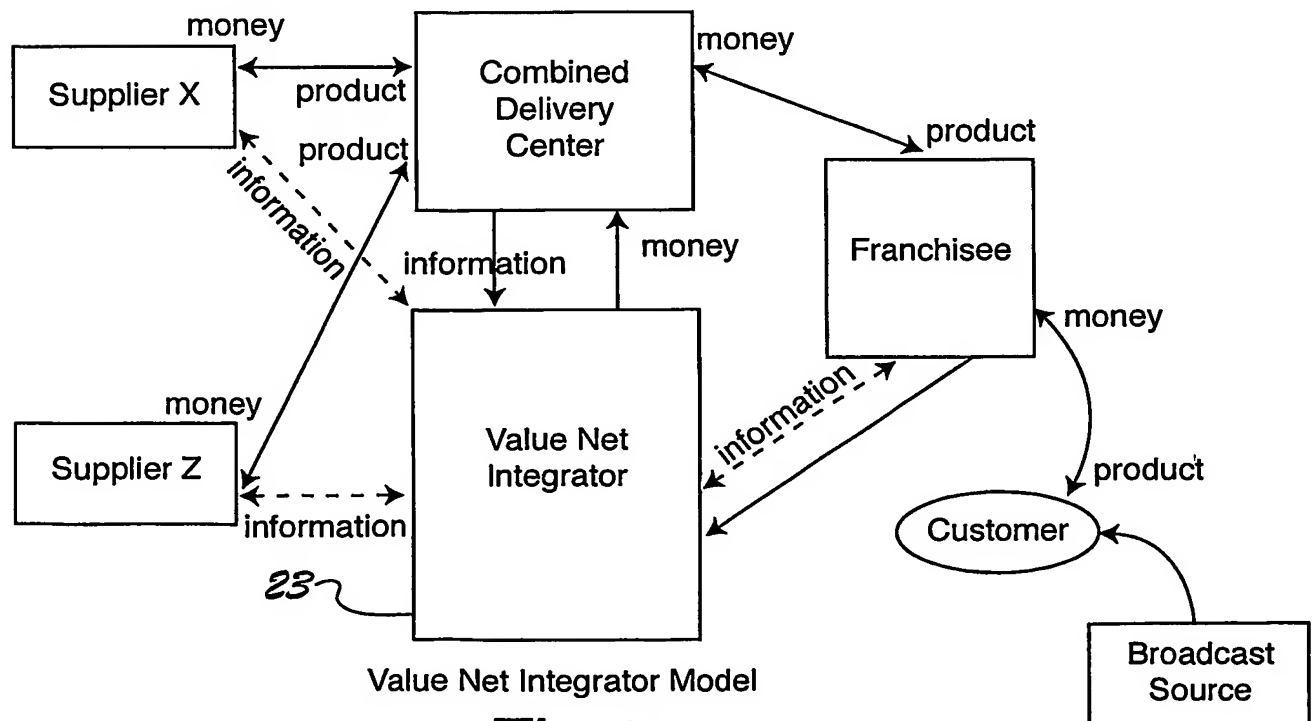 money
Supplier X
product
product
information
Combined
Delivery
Center
money
product
Franchisee
information
money
money
product
money
Supplier Z
information
Value Net
Integrator
information
23
Customer
Broadcast
Source
Value Net Integrator Model